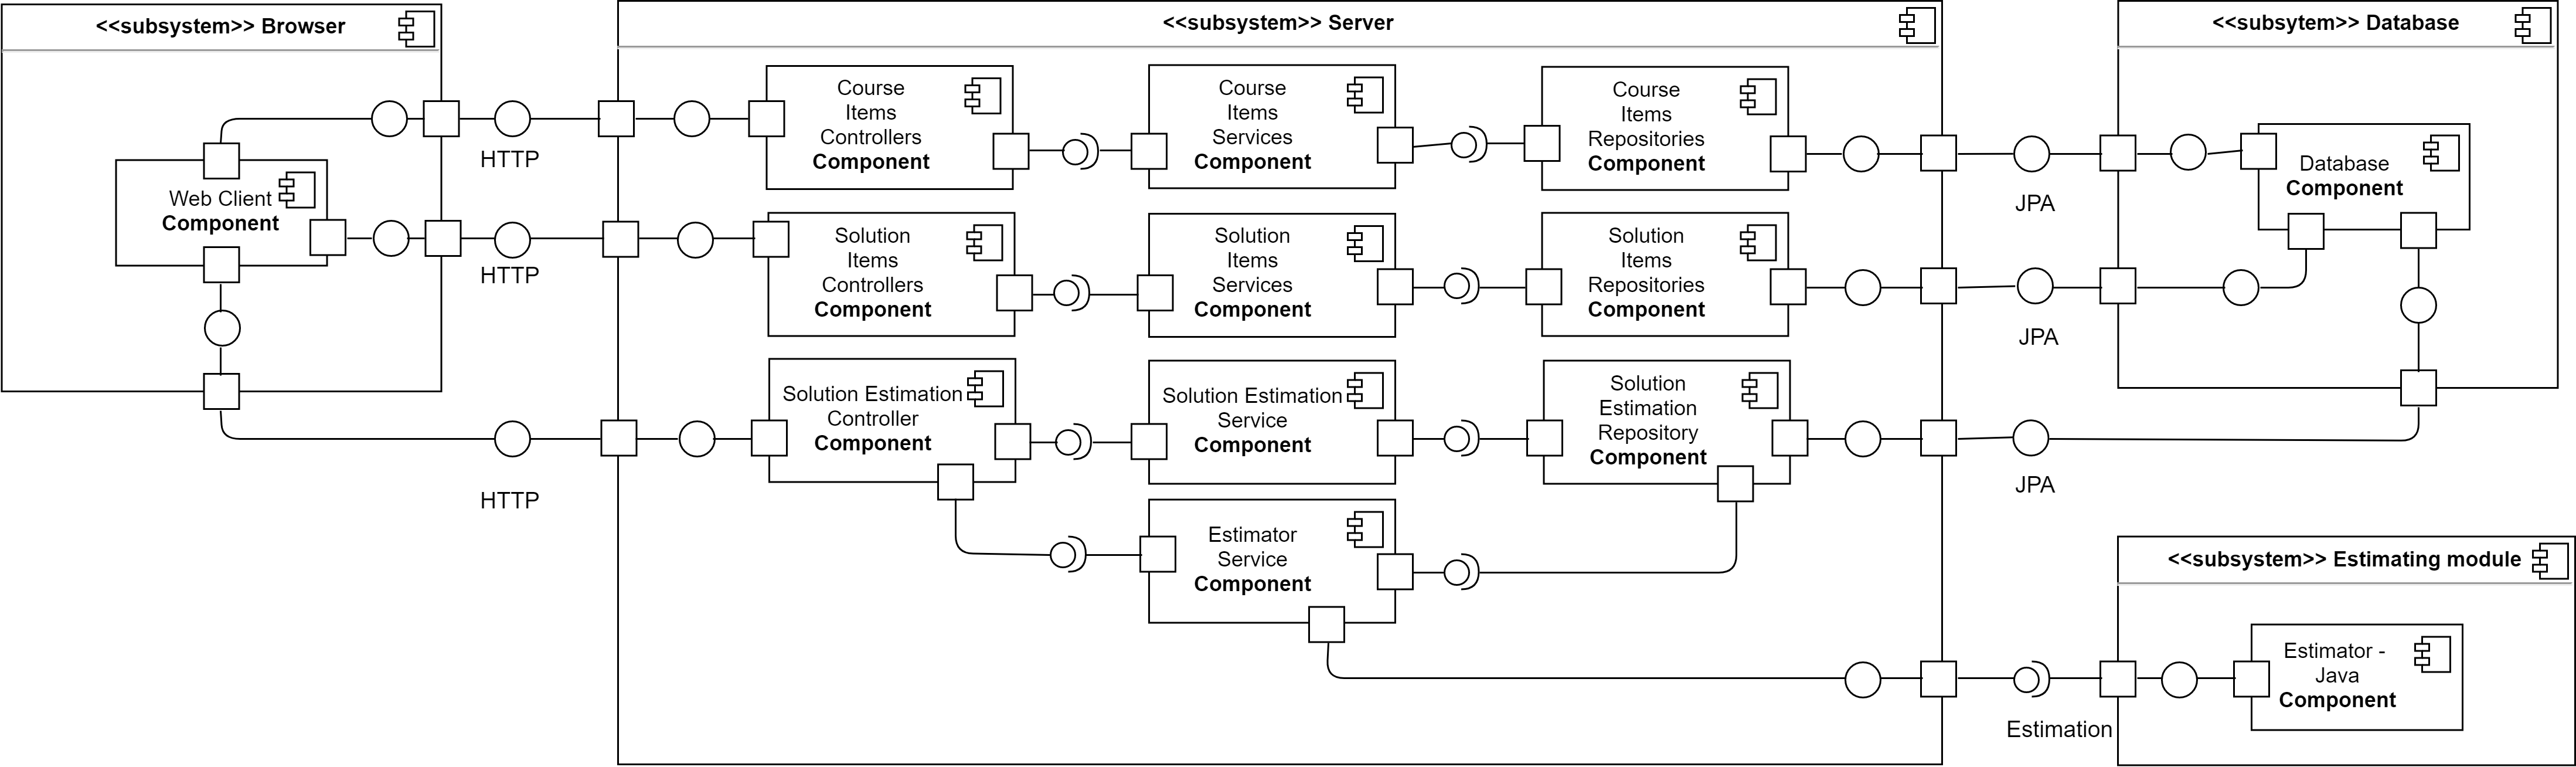 <<subsystem>> Browser
HTTP
Web Client
Component
HTTP
HTTP
<<subsystem>> Server
Course
Items
Controllers
Component
Course
Items
Services
Component
Course
Items
Repositories
Component
Solution
Items
Controllers
Component
Solution
Items
Services
Component
Solution
Items
Repositories
Component
Solution Estimation
Controller
Component
Solution Estimation
Service
Component
Solution
Estimation
Repository
Component
Estimator
Service
Component
JPA
JPA
JPA
Estimation
<<subsytem>> Database
Database
Component
<<subsystem>> Estimating module
Estimator -
Java
Component